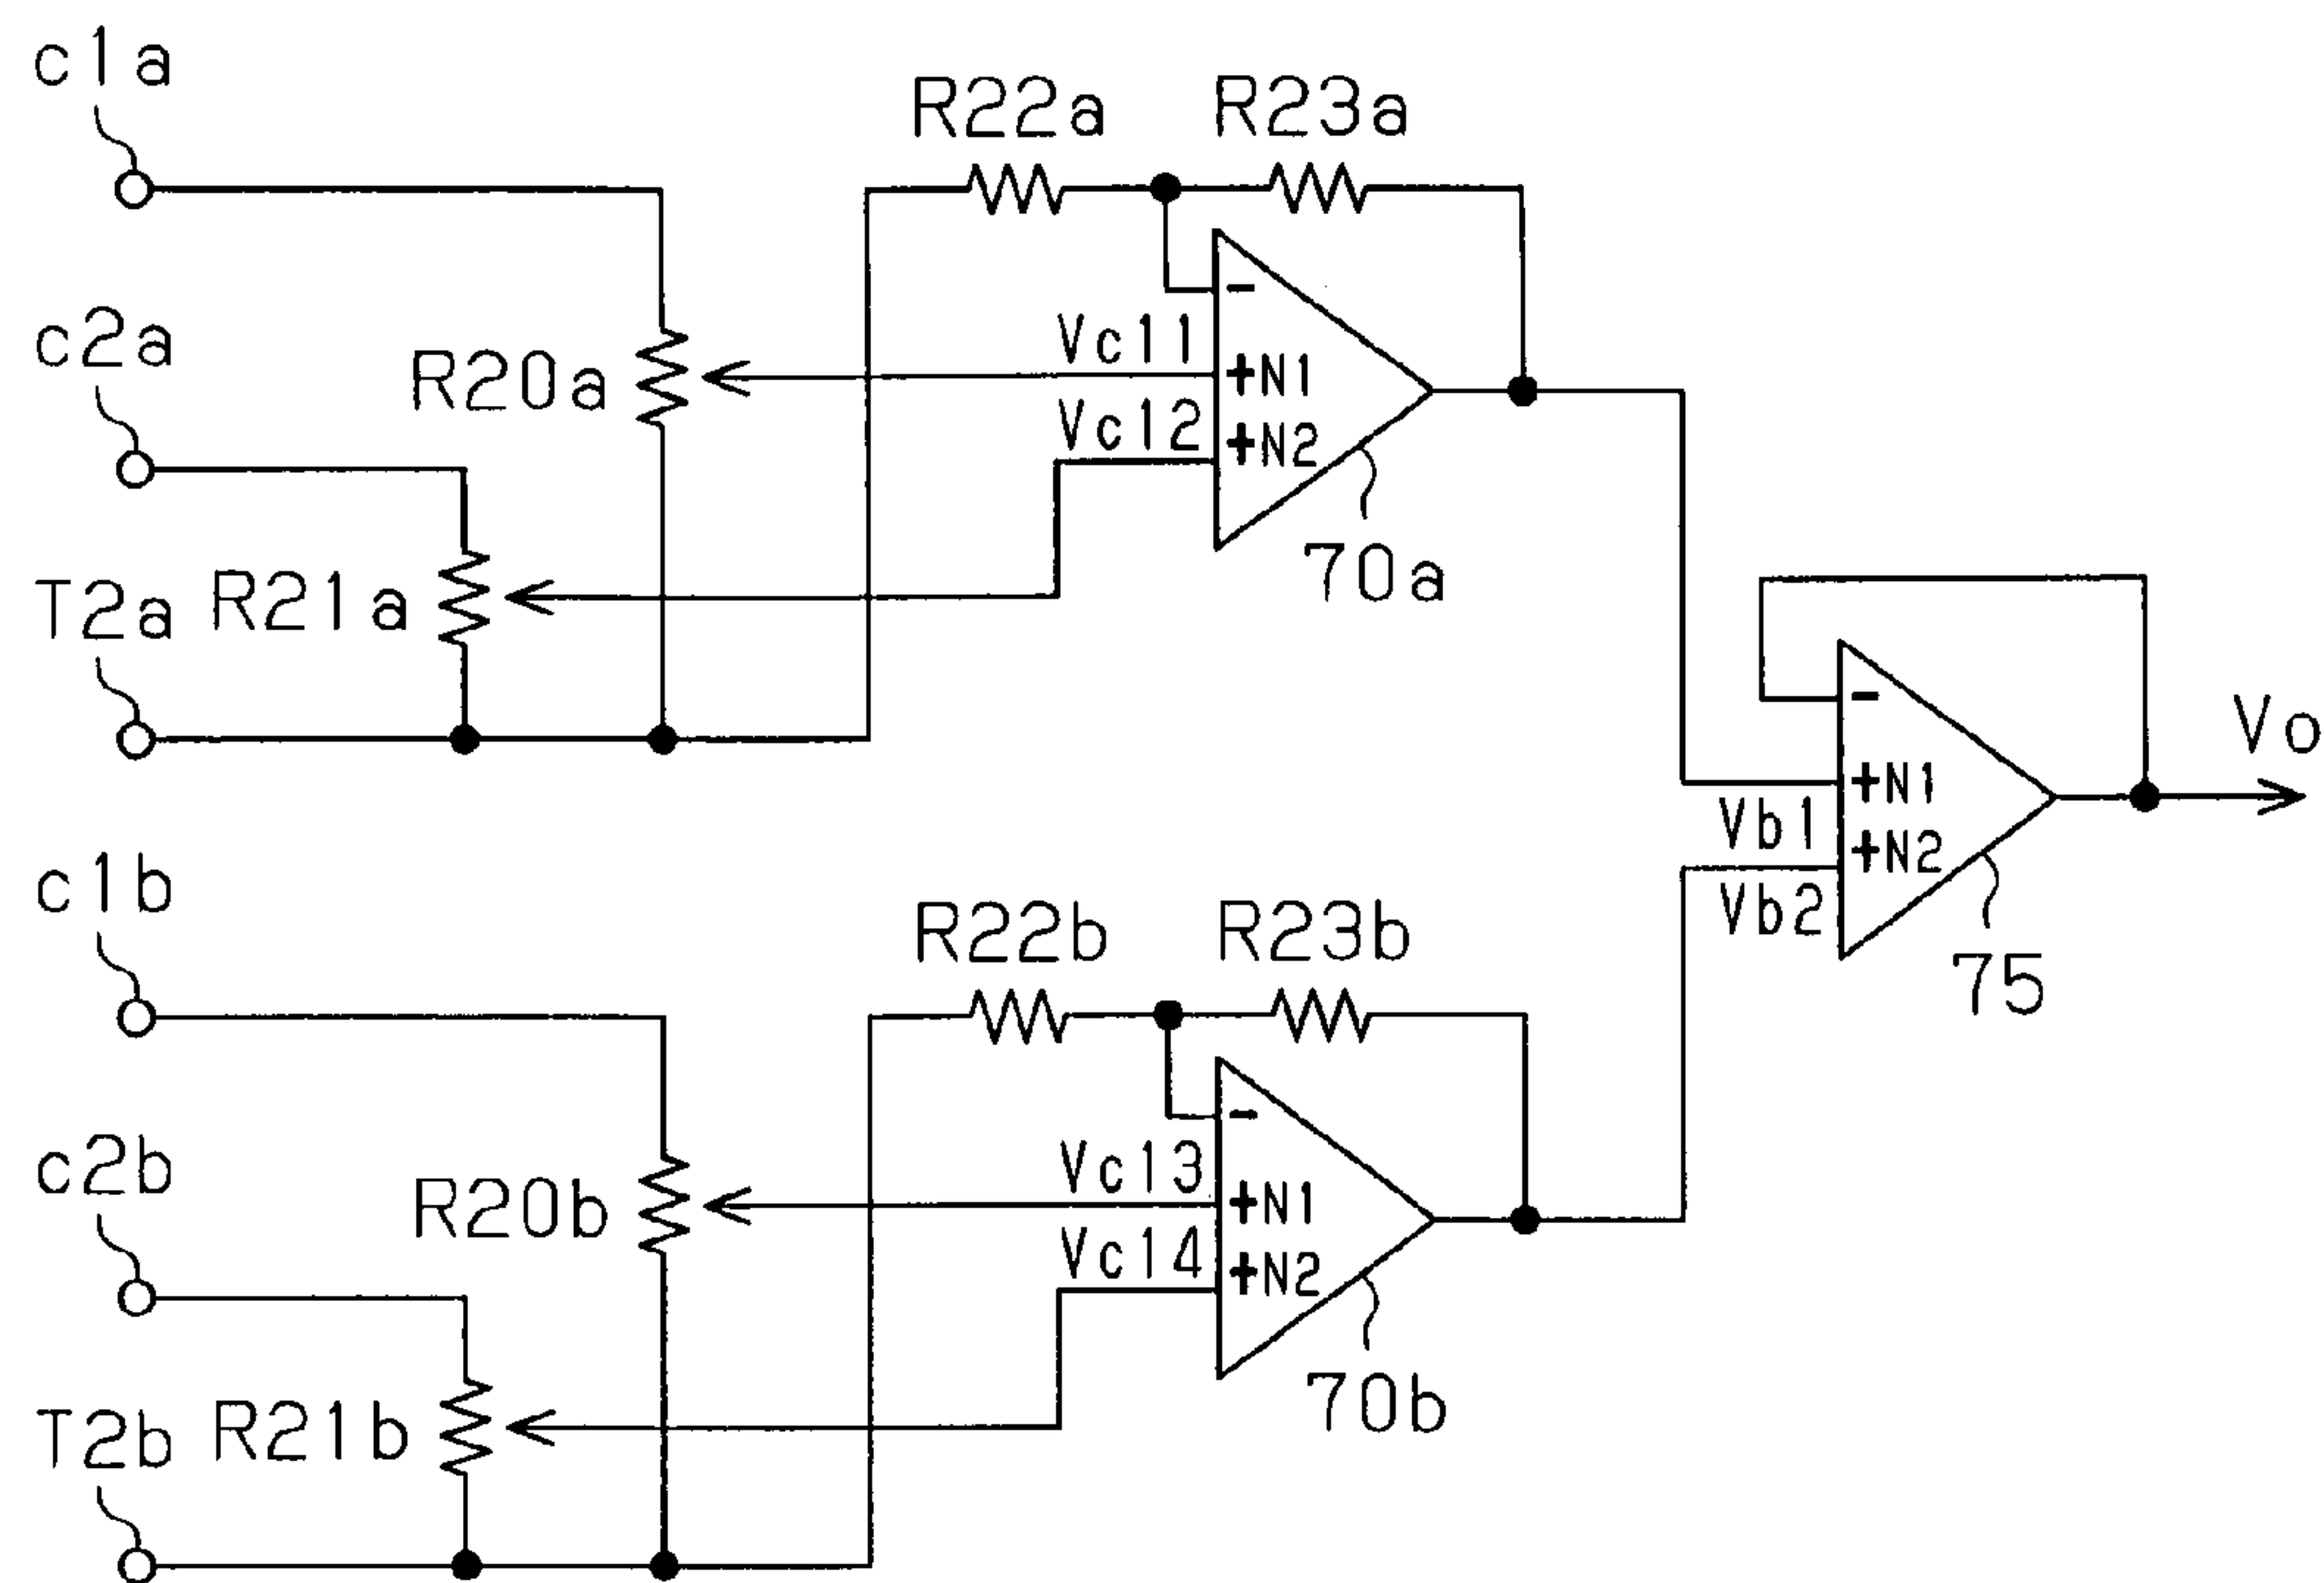 c1a
R22a R23a
c2a
R20a
-
Vc11
+N1
Vc12
+N2
T2a
R21a
70a
-
Vo
+N1
Vb1
+N2
Vb2
75
c1b
R22b R23b
c2b
R20b
-
Vc13
+N1
Vc14
+N2
T2b
R21b
70b